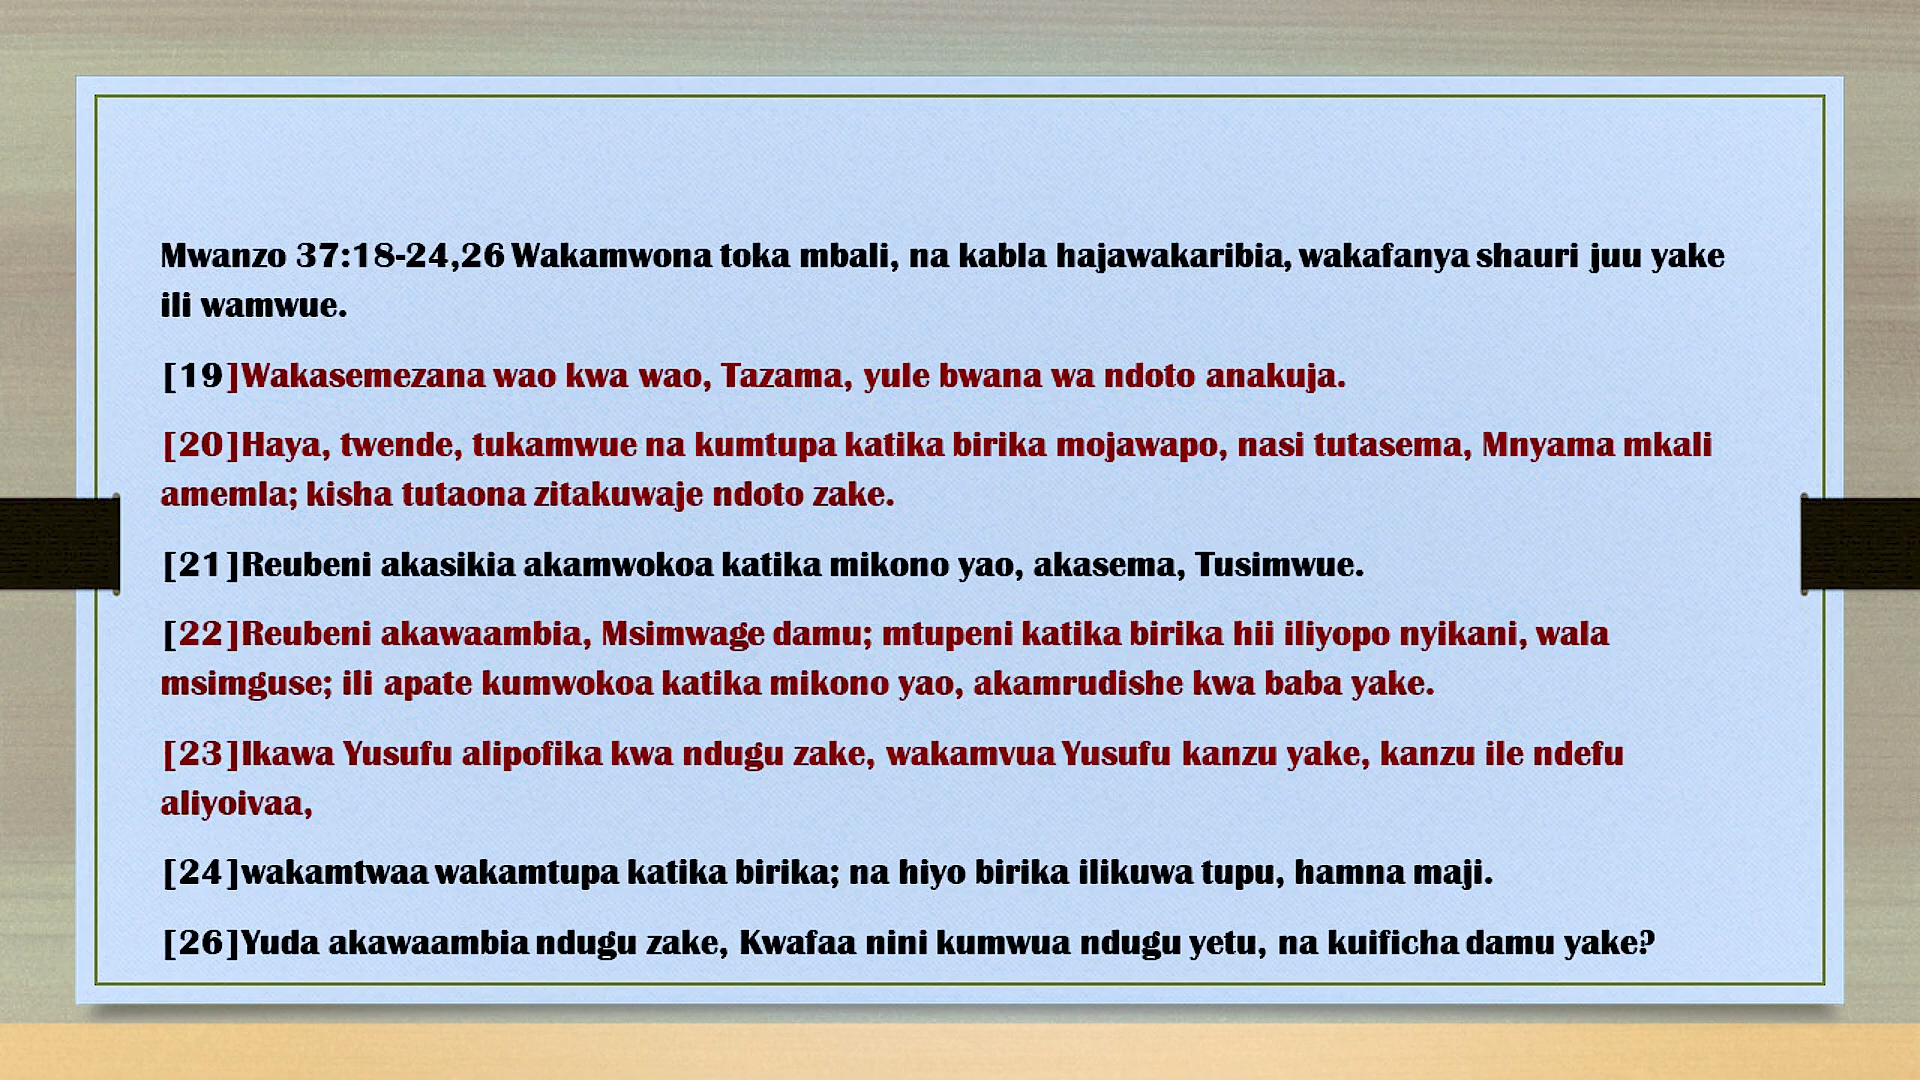 Mwanzo 37:18-24,26 Wakamwona toka mbali, na kabla hajawakaribia, wakafanya shauri juu yake
ili wamwue.
[19]Wakasemezana wao kwa wao, Tazama, yule bwana wa ndoto anakuja.
[20]Haya, twende, tukamwue na kumtupa katika birika mojawapo, nasi tutasema, Mnyama mkali
amemla; kisha tutaona zitakuwaje ndoto zake.
[21]Reubeni akasikia akamwokoa katika mikono yao, akasema, Tusimwue.
[22]Reubeni akawaambia, Msimwage damu; mtupeni katika birika hii iliyopo nyikani, wala
msimguse; ili apate kumwokoa katika mikono yao, akamrudishe kwa baba yake.
[23]Ikawa Yusufu alipofika kwa ndugu zake, wakamvua Yusufu kanzu yake, kanzu ile ndefu
aliyoivaa,
[24]wakamtwaa wakamtupa katika birika; na hiyo birika ilikuwa tupu, hamna maji.
[26]Yuda akawaambia ndugu zake, Kwafaa nini kumwua ndugu yetu, na kuificha damu yake?